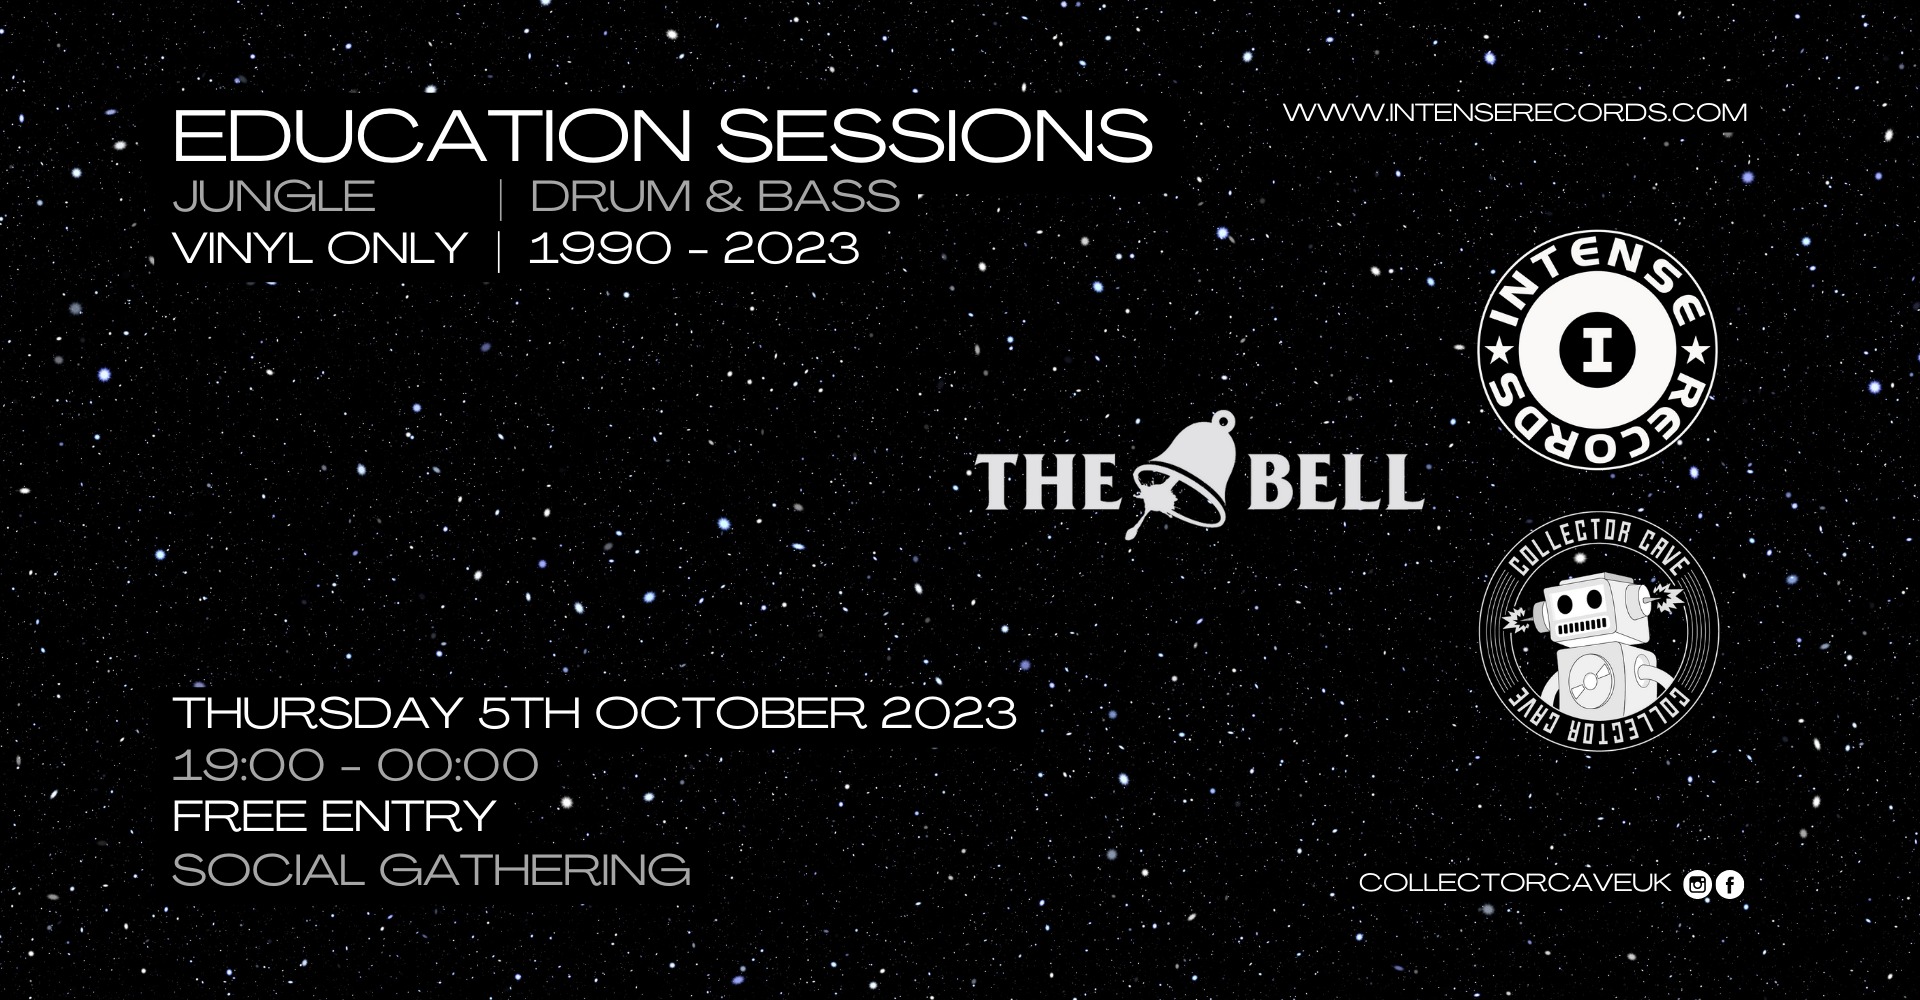 EDUCATION SESSIONS
JUNGLE | DRUM & BASS
VINYL ONLY | 1990 - 2023
WWW.INTENSERECORDS.COM
INTENSE ★ RECORDS ★
I
THE BELL
COLLECTOR CAVE
COLLECTOR CAVE
THURSDAY 5TH OCTOBER 2023
19:00 - 00:00
FREE ENTRY
SOCIAL GATHERING
COLLECTORCAVEUK